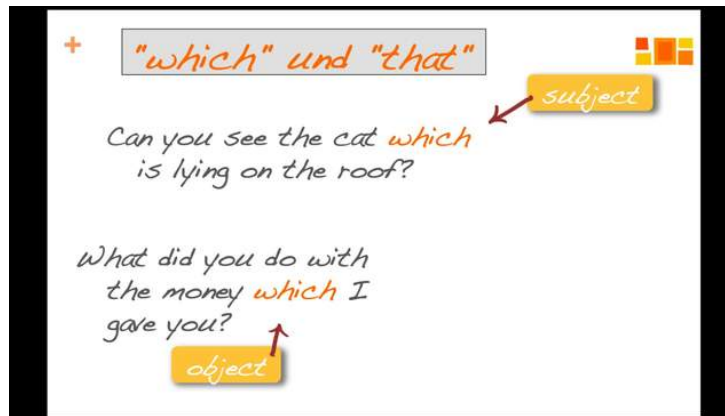 +
"which" und "that"
subject
Can you see the cat which
is lying on the roof?
What did you do with
the money which I
gave you?
object